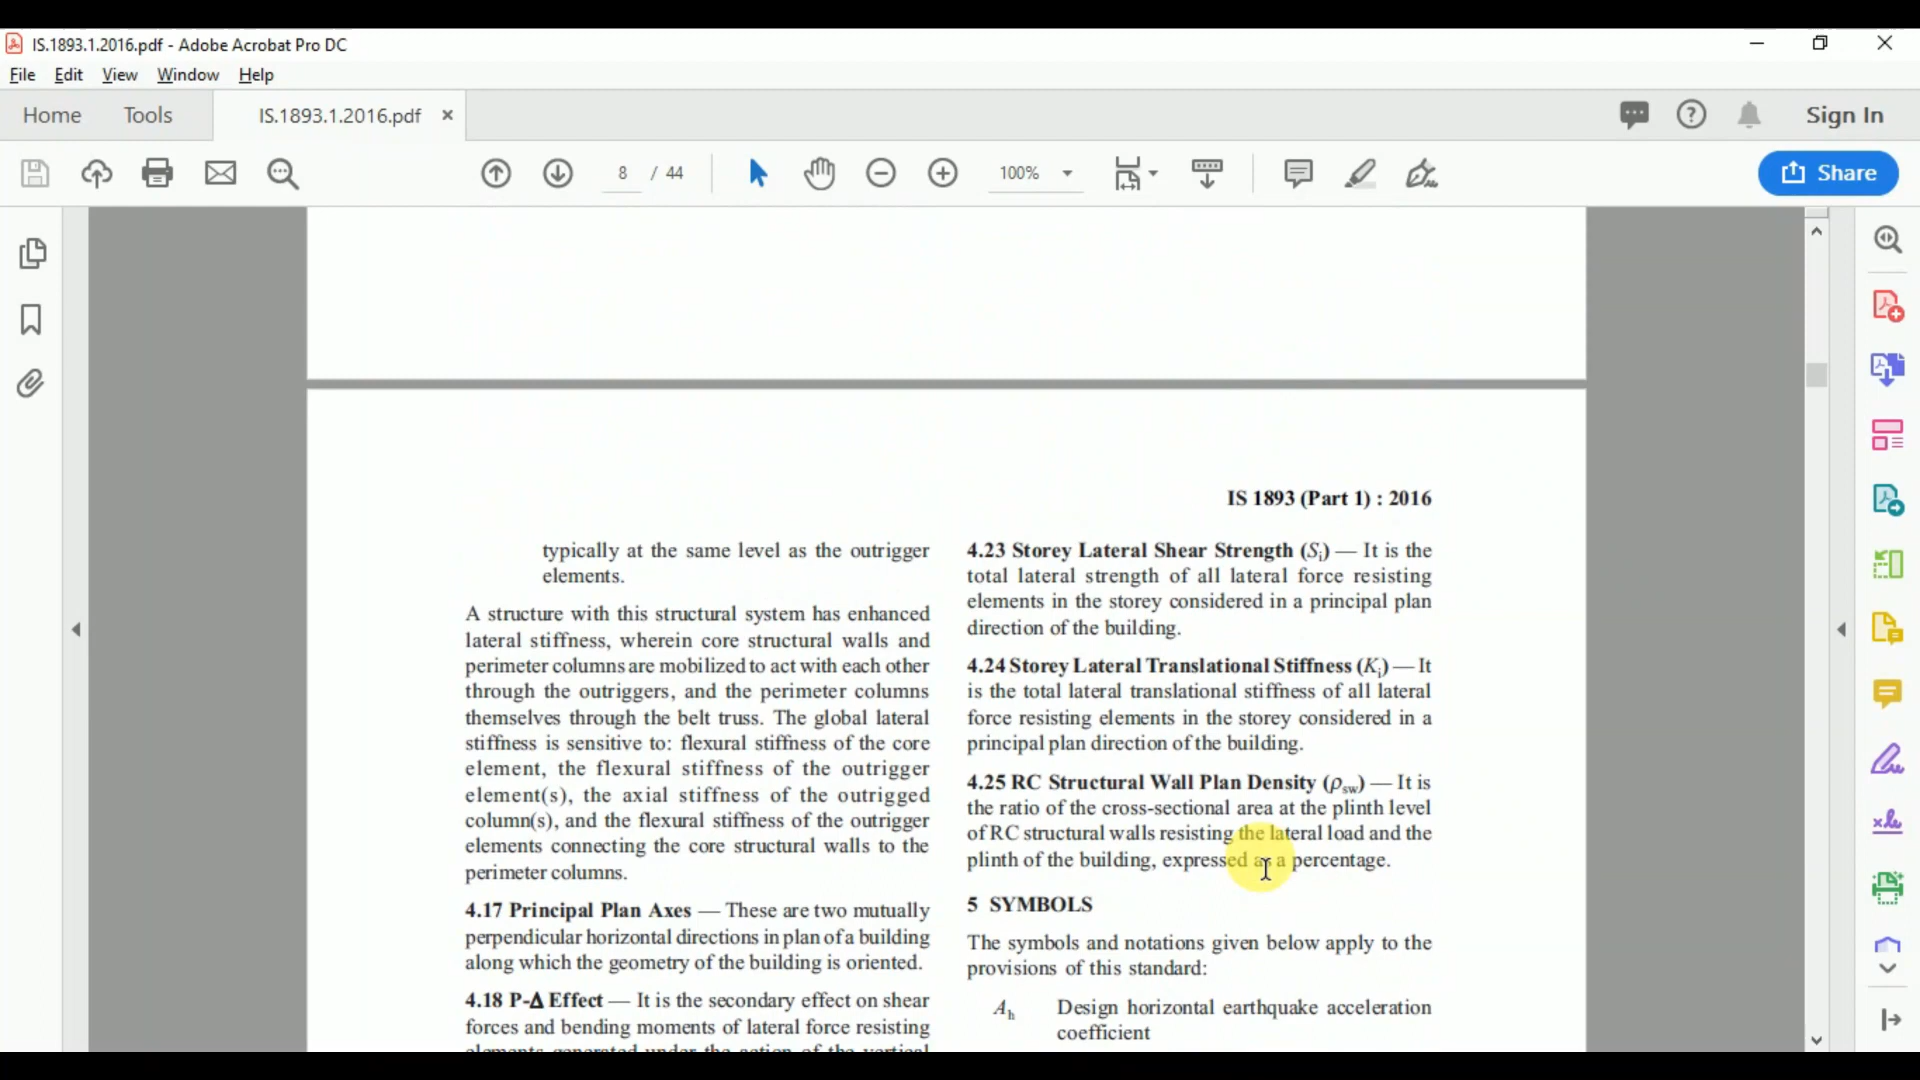 IS.1893.1.2016.pdf - Adobe Acrobat Pro DC
File Edit View Window Help
Home Tools IS.1893.1.2016.pdf × Sign In
8 / 44 100% Share
IS 1893 (Part 1) : 2016
typically at the same level as the outrigger
elements.
A structure with this structural system has enhanced
lateral stiffness, wherein core structural walls and
perimeter columns are mobilized to act with each other
through the outriggers, and the perimeter columns
themselves through the belt truss. The global lateral
stiffness is sensitive to: flexural stiffness of the core
element, the flexural stiffness of the outrigger
element(s), the axial stiffness of the outrigged
column(s), and the flexural stiffness of the outrigger
elements connecting the core structural walls to the
perimeter columns.
4.17 Principal Plan Axes — These are two mutually
perpendicular horizontal directions in plan of a building
along which the geometry of the building is oriented.
4.18 P-Δ Effect — It is the secondary effect on shear
forces and bending moments of lateral force resisting
elements generated under the action of the vertical
4.23 Storey Lateral Shear Strength (Si) — It is the
total lateral strength of all lateral force resisting
elements in the storey considered in a principal plan
direction of the building.
4.24 Storey Lateral Translational Stiffness (Ki) — It
is the total lateral translational stiffness of all lateral
force resisting elements in the storey considered in a
principal plan direction of the building.
4.25 RC Structural Wall Plan Density (ρsw) — It is
the ratio of the cross-sectional area at the plinth level
of RC structural walls resisting the lateral load and the
plinth of the building, expressed as a percentage.
5 SYMBOLS
The symbols and notations given below apply to the
provisions of this standard:
Ah Design horizontal earthquake acceleration
coefficient